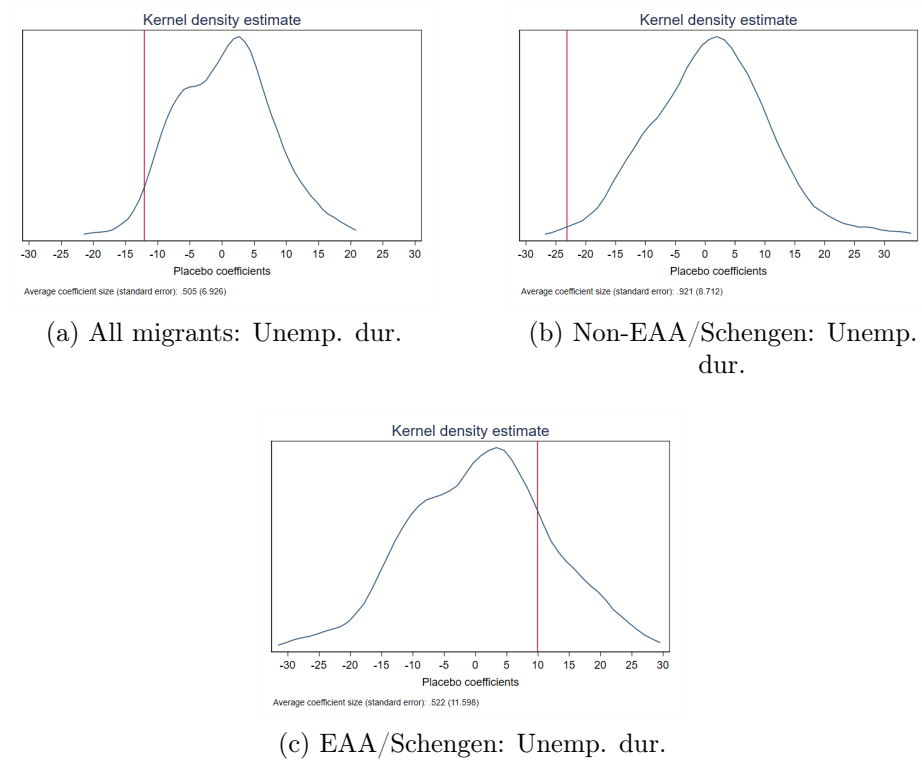 Kernel density estimate
-30 -25 -20 -15 -10 -5 0 5 10 15 20 25 30
Placebo coefficients
Average coefficient size (standard error): .505 (6.926)
(a) All migrants: Unemp. dur.
Kernel density estimate
-30 -25 -20 -15 -10 -5 0 5 10 15 20 25 30
Placebo coefficients
Average coefficient size (standard error): .921 (8.712)
(b) Non-EAA/Schengen: Unemp.
dur.
Kernel density estimate
-30 -25 -20 -15 -10 -5 0 5 10 15 20 25 30
Placebo coefficients
Average coefficient size (standard error): .522 (11.598)
(c) EAA/Schengen: Unemp. dur.